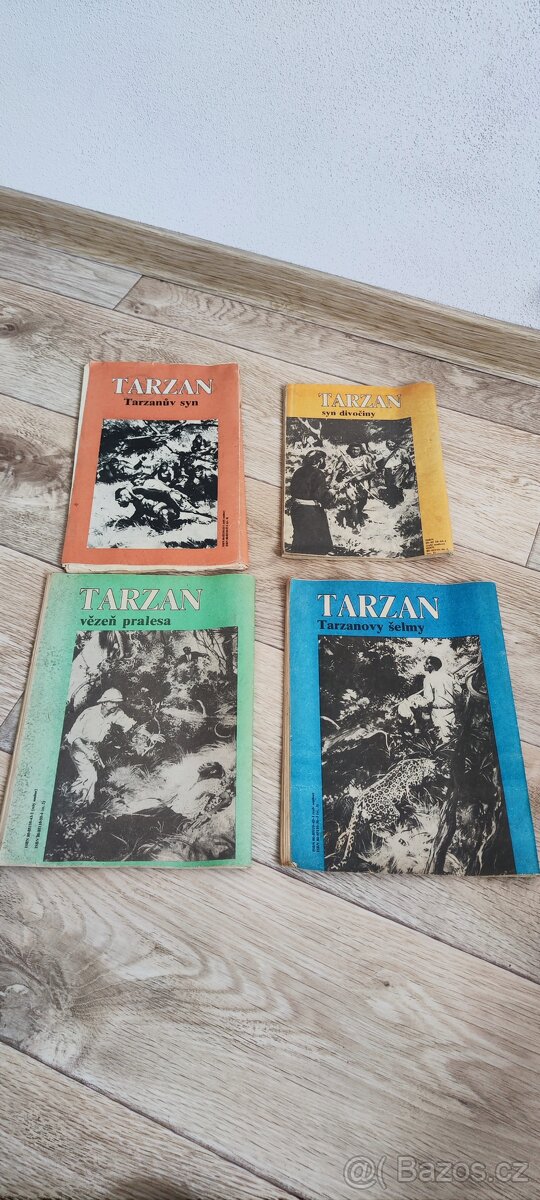 TARZAN
Tarzanův syn
TARZAN
syn divočiny
TARZAN
vězeň pralesa
TARZAN
Tarzanovy šelmy
Bazos.cz